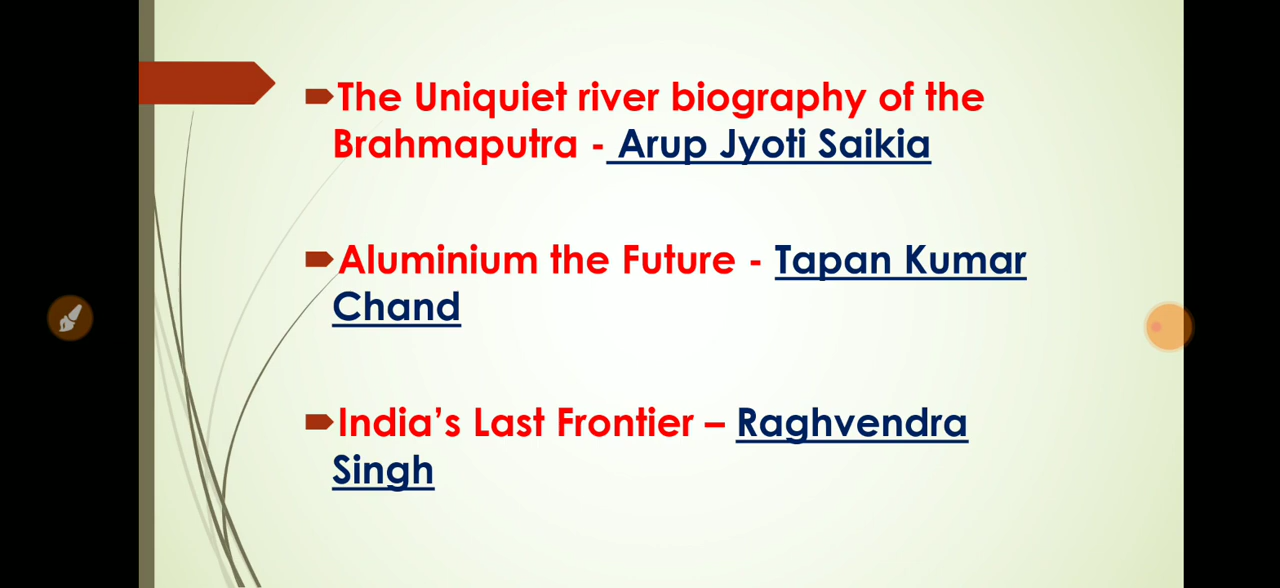 The Uniquiet river biography of the
Brahmaputra - Arup Jyoti Saikia
Aluminium the Future - Tapan Kumar
Chand
India’s Last Frontier – Raghvendra
Singh